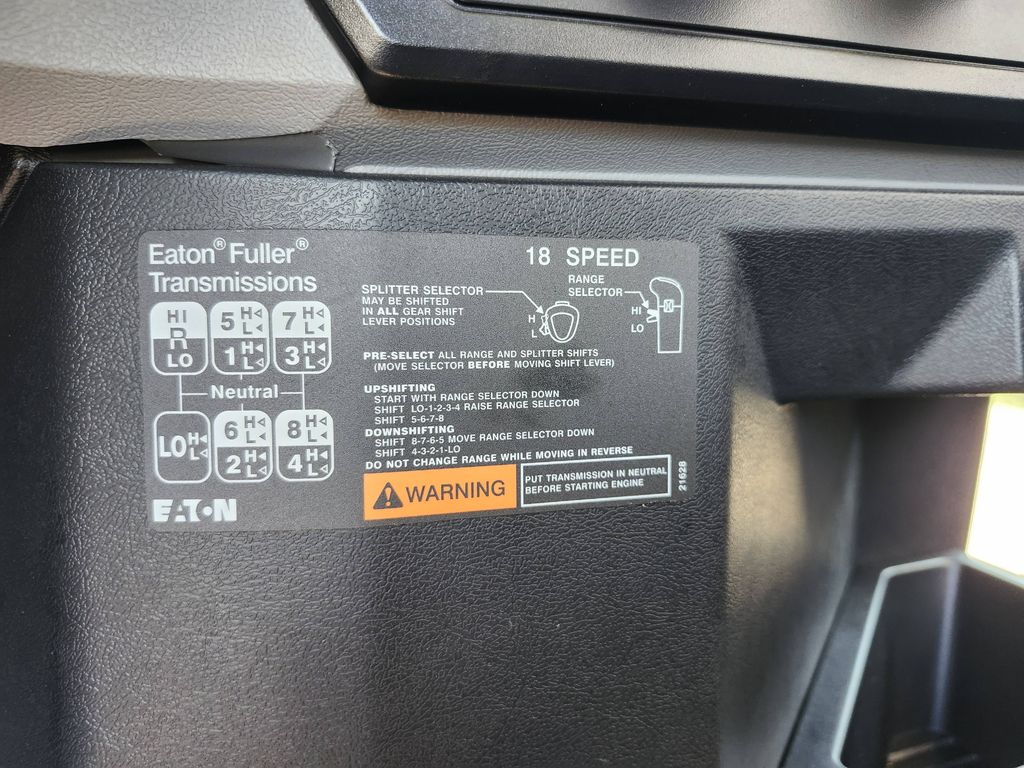 Eaton® Fuller®
Transmissions
18 SPEED
HI
R
LO
5 H L
1 H L
7 H L
3 H L
Neutral
LO H L
6 H L
2 H L
8 H L
4 H L
EATON
SPLITTER SELECTOR
MAY BE SHIFTED
IN ALL GEAR SHIFT
LEVER POSITIONS
H
L
RANGE
SELECTOR
HI
LO
PRE-SELECT ALL RANGE AND SPLITTER SHIFTS
(MOVE SELECTOR BEFORE MOVING SHIFT LEVER)
UPSHIFTING
START WITH RANGE SELECTOR DOWN
SHIFT LO-1-2-3-4 RAISE RANGE SELECTOR
SHIFT 5-6-7-8
DOWNSHIFTING
SHIFT 8-7-6-5 MOVE RANGE SELECTOR DOWN
SHIFT 4-3-2-1-LO
DO NOT CHANGE RANGE WHILE MOVING IN REVERSE
WARNING
PUT TRANSMISSION IN NEUTRAL
BEFORE STARTING ENGINE
21628